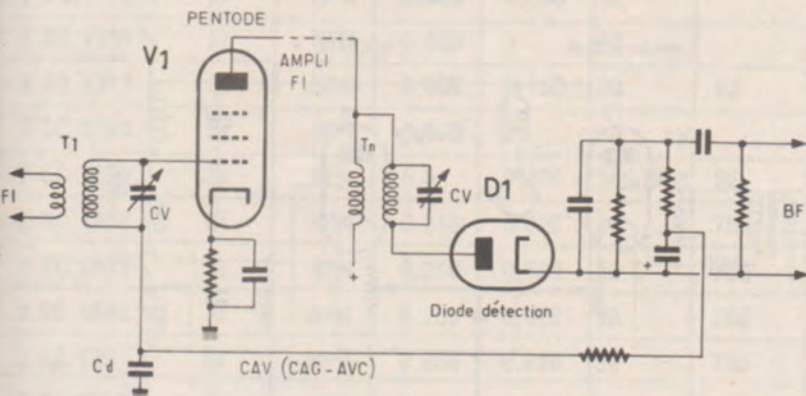 PENTODE
V1
AMPLI
FI
T1
Tn
FI
CV
CV
D1
BF
+
+
Diode détection
Cd
CAV (CAG-AVC)